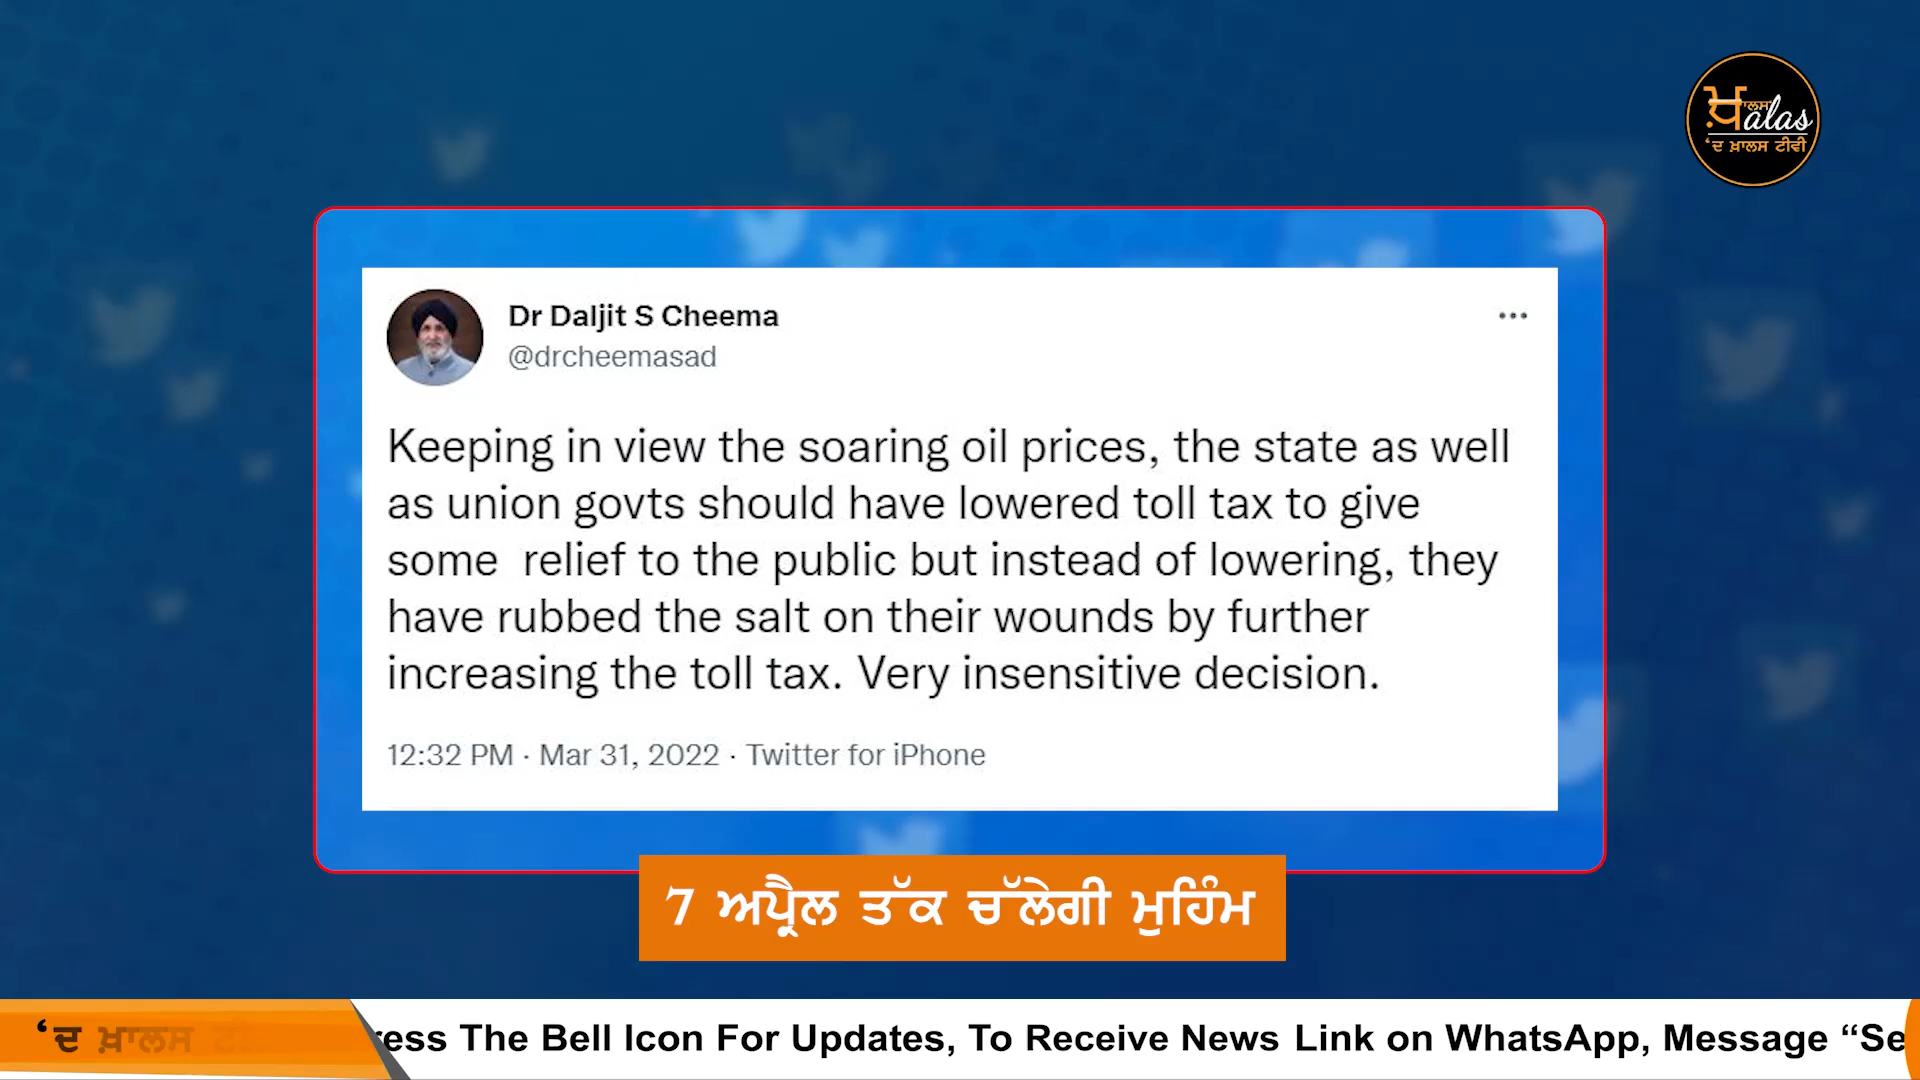 ਖ਼ਾਲਸ alas
‘ਦ ਖ਼ਾਲਸ ਟੀਵੀ
Dr Daljit S Cheema
@drcheemasad
Keeping in view the soaring oil prices, the state as well
as union govts should have lowered toll tax to give
some relief to the public but instead of lowering, they
have rubbed the salt on their wounds by further
increasing the toll tax. Very insensitive decision.
12:32 PM · Mar 31, 2022 · Twitter for iPhone
7 ਅਪ੍ਰੈਲ ਤੱਕ ਚੱਲੇਗੀ ਮੁਹਿੰਮ
‘ਦ ਖ਼ਾਲਸ ress The Bell Icon For Updates, To Receive News Link on WhatsApp, Message “Se